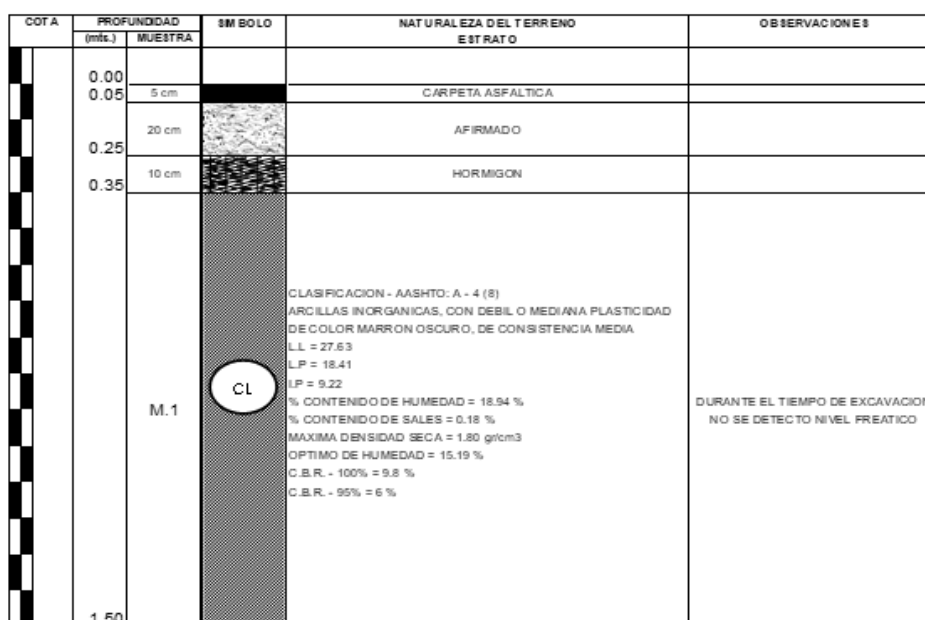 COTA PROFUNDIDAD SIMBOLO NATURALEZA DEL TERRENO OBSERVACIONES
(mts.) MUESTRA ESTRATO
0.00
0.05 5 cm CARPETA ASFALTICA
20 cm AFIRMADO
0.25
10 cm HORMIGON
0.35
CLASIFICACION - AASHTO: A - 4 (8)
ARCILLAS INORGANICAS, CON DEBIL O MEDIANA PLASTICIDAD
DE COLOR MARRON OSCURO, DE CONSISTENCIA MEDIA
L.L = 27.63
L.P = 18.41
I.P = 9.22
CL
% CONTENIDO DE HUMEDAD = 18.94 %
M.1
% CONTENIDO DE SALES = 0.18 %
MAXIMA DENSIDAD SECA = 1.80 gr/cm3
OPTIMO DE HUMEDAD = 15.19 %
C.B.R. - 100% = 9.8 %
C.B.R. - 95% = 6 %
DURANTE EL TIEMPO DE EXCAVACION
NO SE DETECTO NIVEL FREATICO
1.50